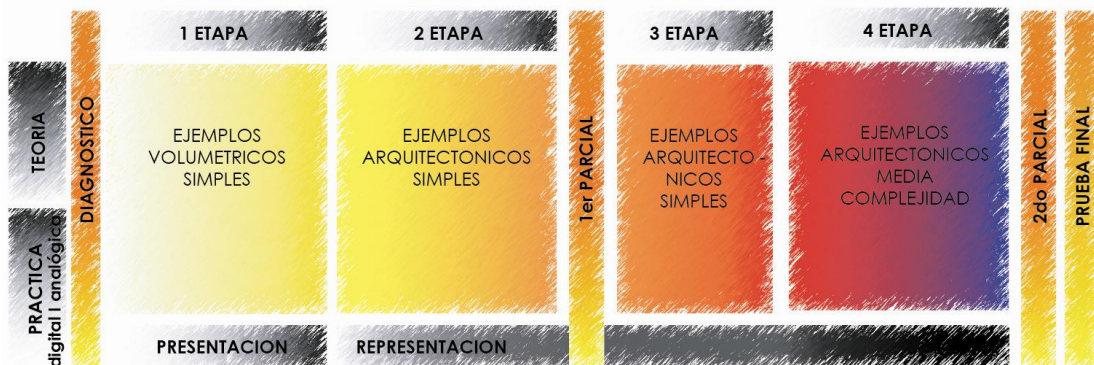 1 ETAPA
2 ETAPA
3 ETAPA
4 ETAPA
TEORIA
PRACTICA
digital I analógica
DIAGNOSTICO
EJEMPLOS
VOLUMETRICOS
SIMPLES
EJEMPLOS
ARQUITECTONICOS
SIMPLES
1er PARCIAL
EJEMPLOS
ARQUITECTO -
NICOS
SIMPLES
EJEMPLOS
ARQUITECTONICOS
MEDIA
COMPLEJIDAD
2do PARCIAL
PRUEBA FINAL
PRESENTACION
REPRESENTACION